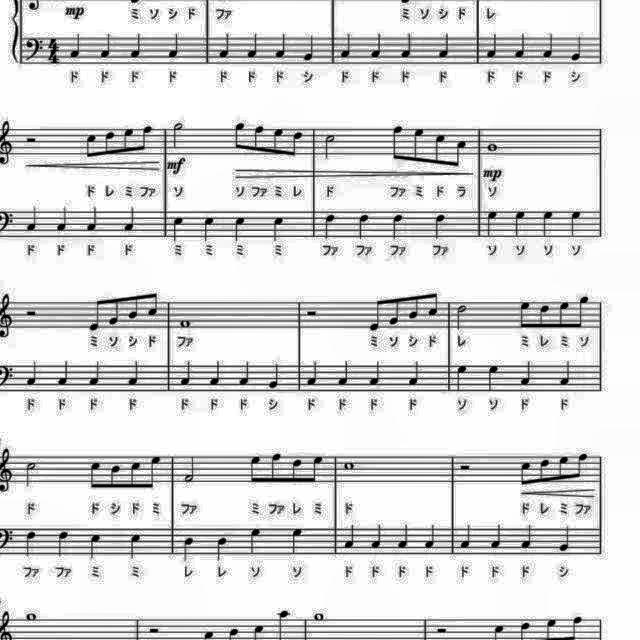 mp ミ ソ シ ド ファ ミ ソ シ ド レ
4 4
ド ド ド ド ド ド ド シ ド ド ド ド ド ド ド シ
mf
mp
ド レ ミ ファ ソ ソ ファ ミ レ ド ファ ミ ド ラ ソ
ド ド ド ド ミ ミ ミ ミ ファ ファ ファ ファ ソ ソ ソ ソ
ミ ソ シ ド ファ ミ ソ シ ド レ ミ レ ミ ソ
ド ド ド ド ド ド ド シ ド ド ド ド ソ ソ ド ド
ド ド シ ド ミ ファ ミ ファ レ ミ ド ド レ ミ ファ
ファ ファ ミ ミ レ レ ソ ソ ド ド ド ド ド ド ド シ